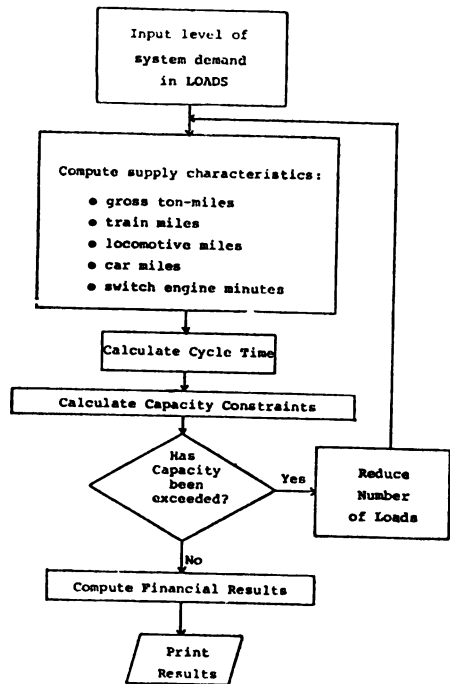 Input level of
system demand
in LOADS
Compute supply characteristics:
● gross ton-miles
● train miles
● locomotive miles
● car miles
● switch engine minutes
Calculate Cycle Time
Calculate Capacity Constraints
Has
Capacity
been
exceeded?
Yes
Reduce
Number
of Loads
No
Compute Financial Results
Print
Results